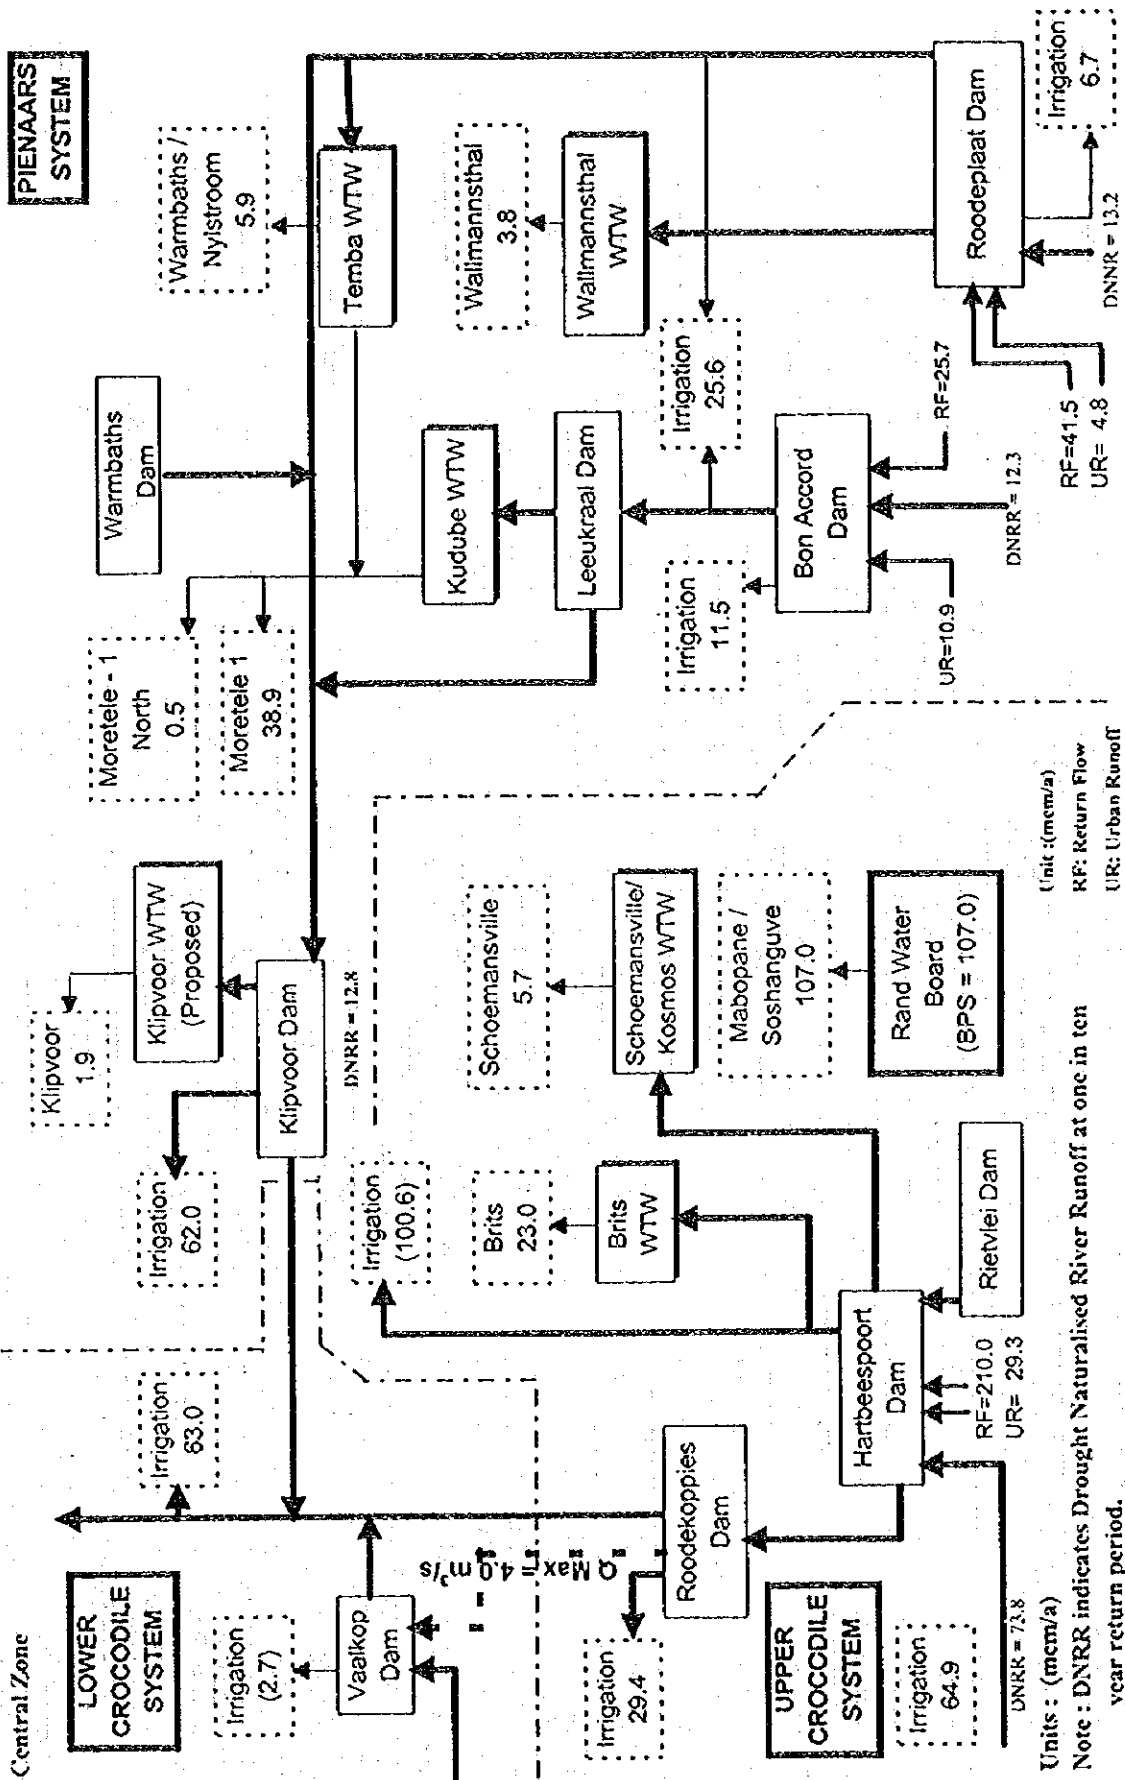 Central Zone
LOWER
CROCODILE
SYSTEM
Irrigation
(2.7)
Vaalkop
Dam
Q Max = 4.0 m³/s
Irrigation
29.4
Roodekoppies
Dam
UPPER
CROCCDILE
SYSTEM
Irrigation
64.9
DNRR = 73.8
Irrigation
63.0
Hartbeespoort
Dam
RF=210.0
UR= 29.3
Rietvlei Dam
Irrigation
(100.6)
Brits
23.0
Brits
WTW
Schoemansville
5.7
Schoemansville/
Kosmos WTW
Mabopane /
Soshanguve
107.0
Rand Water
Board
(BPS = 107.0)
Klipvoor
1.9
Klipvoor WTW
(Proposed)
Irrigation
62.0
Klipvoor Dam
DNRR = 12.8
PIENAARS
SYSTEM
Moretele - 1
North
0.5
Moretele 1
38.9
Warmbaths
Dam
Warmbaths /
Nylstroom
5.9
Temba WTW
Kudube WTW
Leeukraal Dam
Irrigation
11.5
Irrigation
25.6
Bon Accord
Dam
UR=10.9
DNRR = 12.3
RF=25.7
Wallmannsthal
3.8
Wallmannsthal
WTW
Roodeplaat Dam
Irrigation
6.7
RF=41.5
UR= 4.8
DNNR = 13.2
Unit :(mcm/a)
RF: Return Flow
UR: Urban Runoff
Units : (mcm/a)
Note : DNRR indicates Drought Naturalised River Runoff at one in ten
year return period.